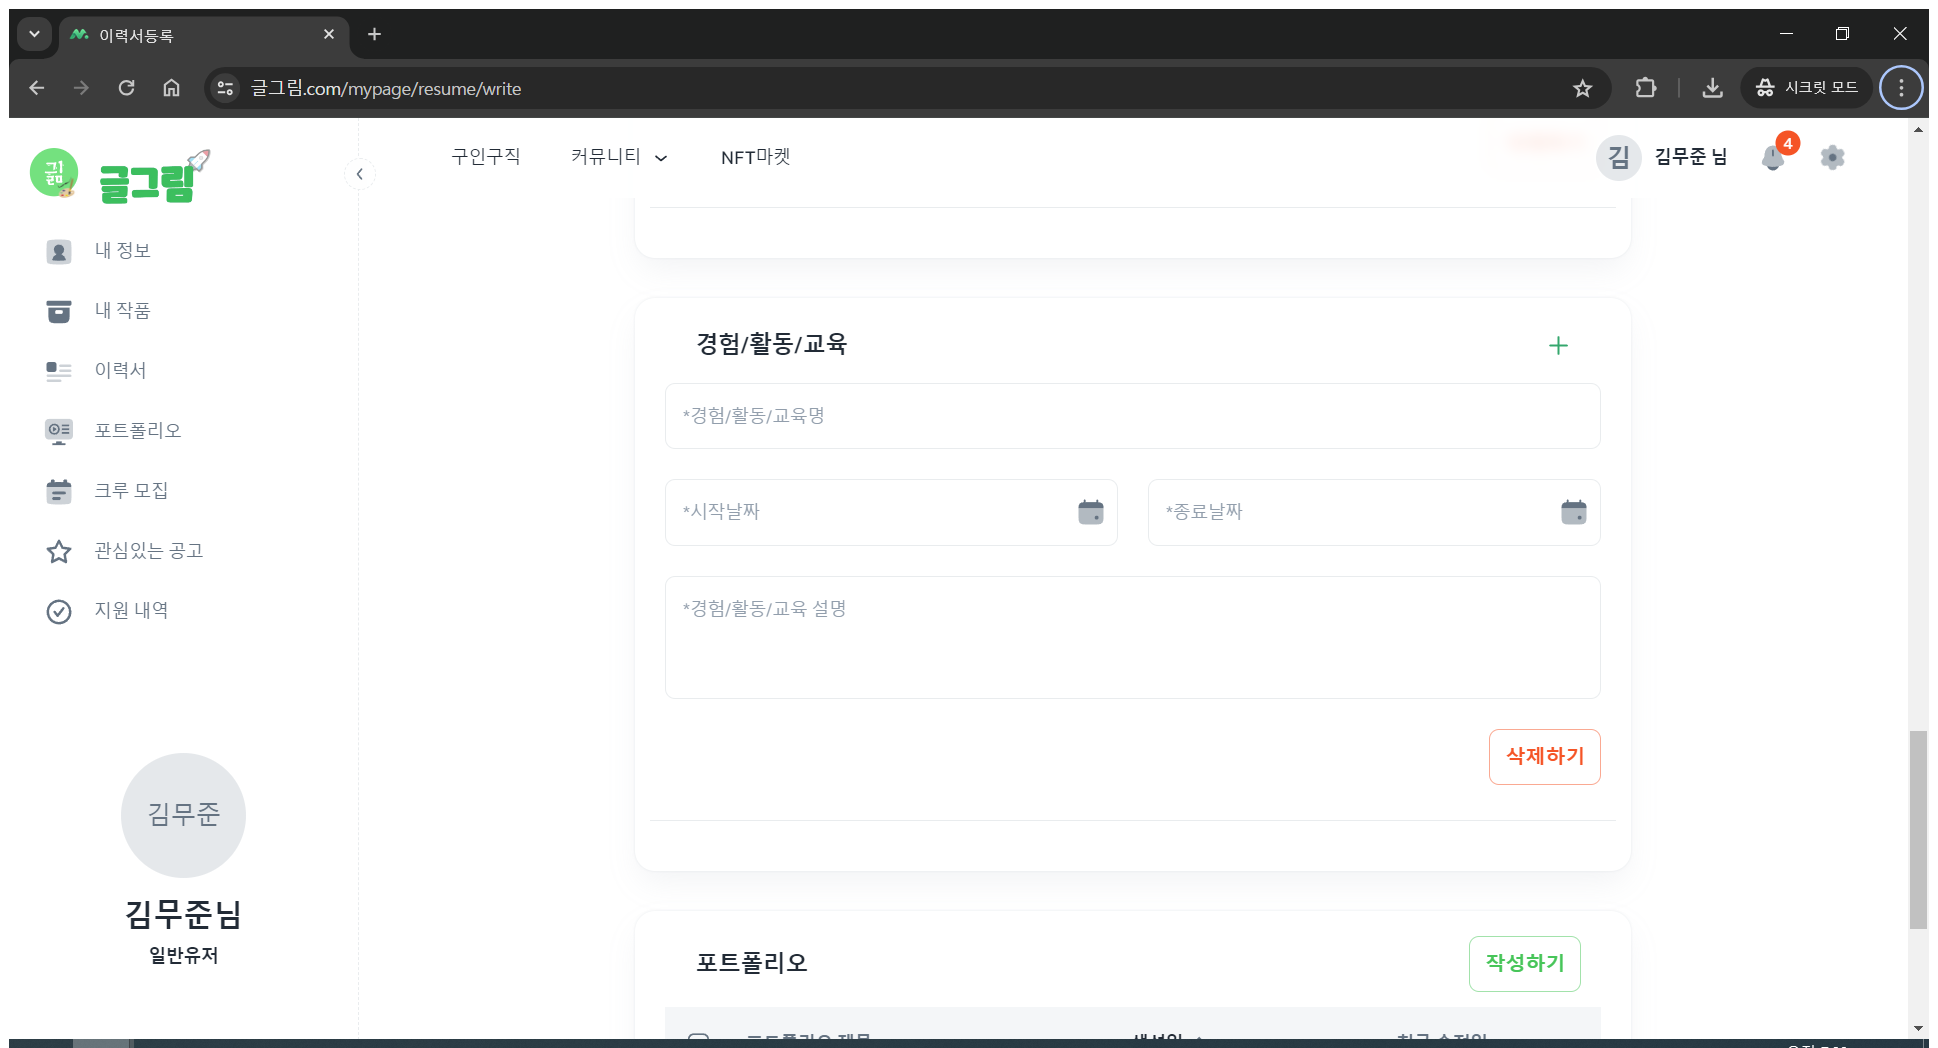 이력서등록
글그림.com/mypage/resume/write
시크릿 모드
글그림
글그림
구인구직
커뮤니티
NFT마켓
김
김무준 님
4
내 정보
내 작품
이력서
포트폴리오
크루 모집
관심있는 공고
지원 내역
김무준
김무준님
일반유저
경험/활동/교육
*경험/활동/교육명
*시작날짜
*종료날짜
*경험/활동/교육 설명
삭제하기
포트폴리오
작성하기